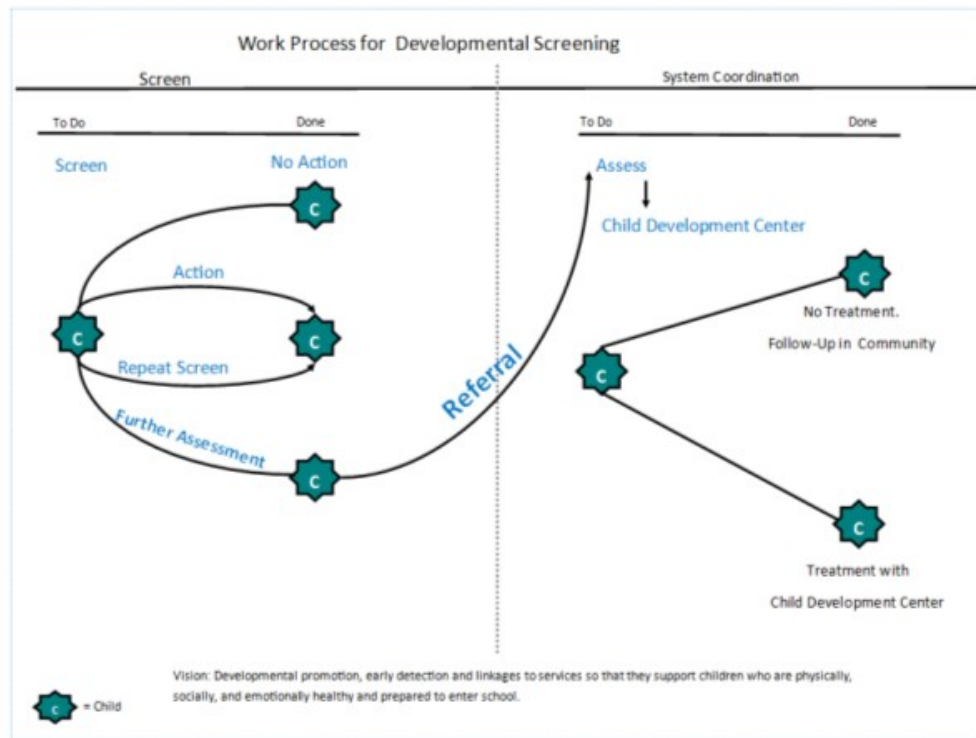 Work Process for Developmental Screening
Screen
System Coordination
To Do
Done
To Do
Done
Screen
No Action
C
Action
C
C
Repeat Screen
Further Assessment
C
Referral
Assess
Child Development Center
C
No Treatment.
Follow-Up in Community
C
C
Treatment with
Child Development Center
Vision: Developmental promotion, early detection and linkages to services so that they support children who are physically,
socially, and emotionally healthy and prepared to enter school.
C = Child